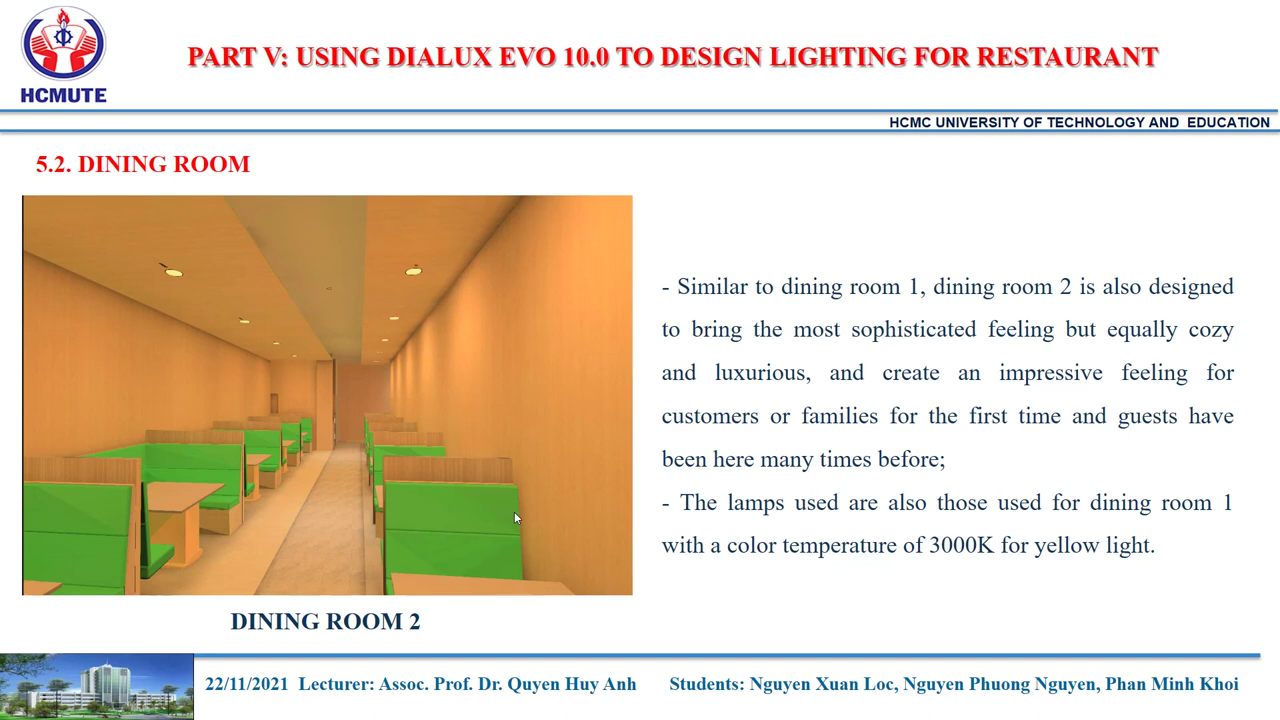 HCMUTE
PART V: USING DIALUX EVO 10.0 TO DESIGN LIGHTING FOR RESTAURANT
HCMC UNIVERSITY OF TECHNOLOGY AND EDUCATION
5.2. DINING ROOM
- Similar to dining room 1, dining room 2 is also designed
to bring the most sophisticated feeling but equally cozy
and luxurious, and create an impressive feeling for
customers or families for the first time and guests have
been here many times before;
- The lamps used are also those used for dining room 1
with a color temperature of 3000K for yellow light.
DINING ROOM 2
22/11/2021 Lecturer: Assoc. Prof. Dr. Quyen Huy Anh Students: Nguyen Xuan Loc, Nguyen Phuong Nguyen, Phan Minh Khoi